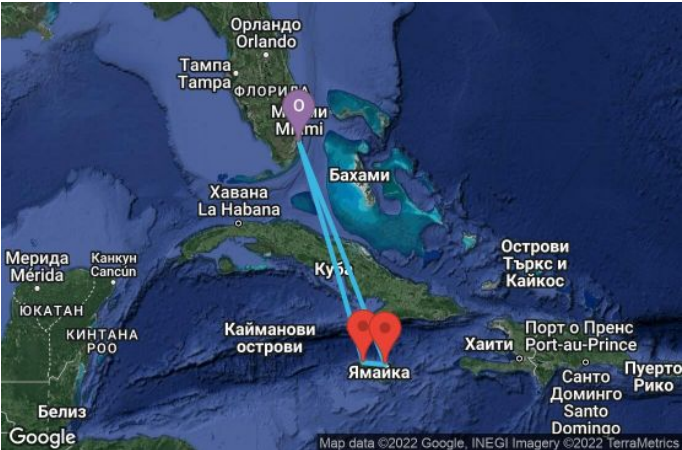 Орландо
Orlando
Тампа
Tampa
ФЛОРИДА
O
Miami
Бахами
Хавана
La Habana
Мерида
Mérida
Канкун
Cancún
Острови
Търкс и
Кайкос
Куба
ЮКАТАН
КИНТАНА
РОО
Кайманови
острови
Хаити
Порт о Пренс
Port-au-Prince
Ямайка
Санто
Доминго
Santo
Domingo
Пуерто
Рико
Белиз
Google
Map data ©2022 Google, INEGI Imagery ©2022 TerraMetrics